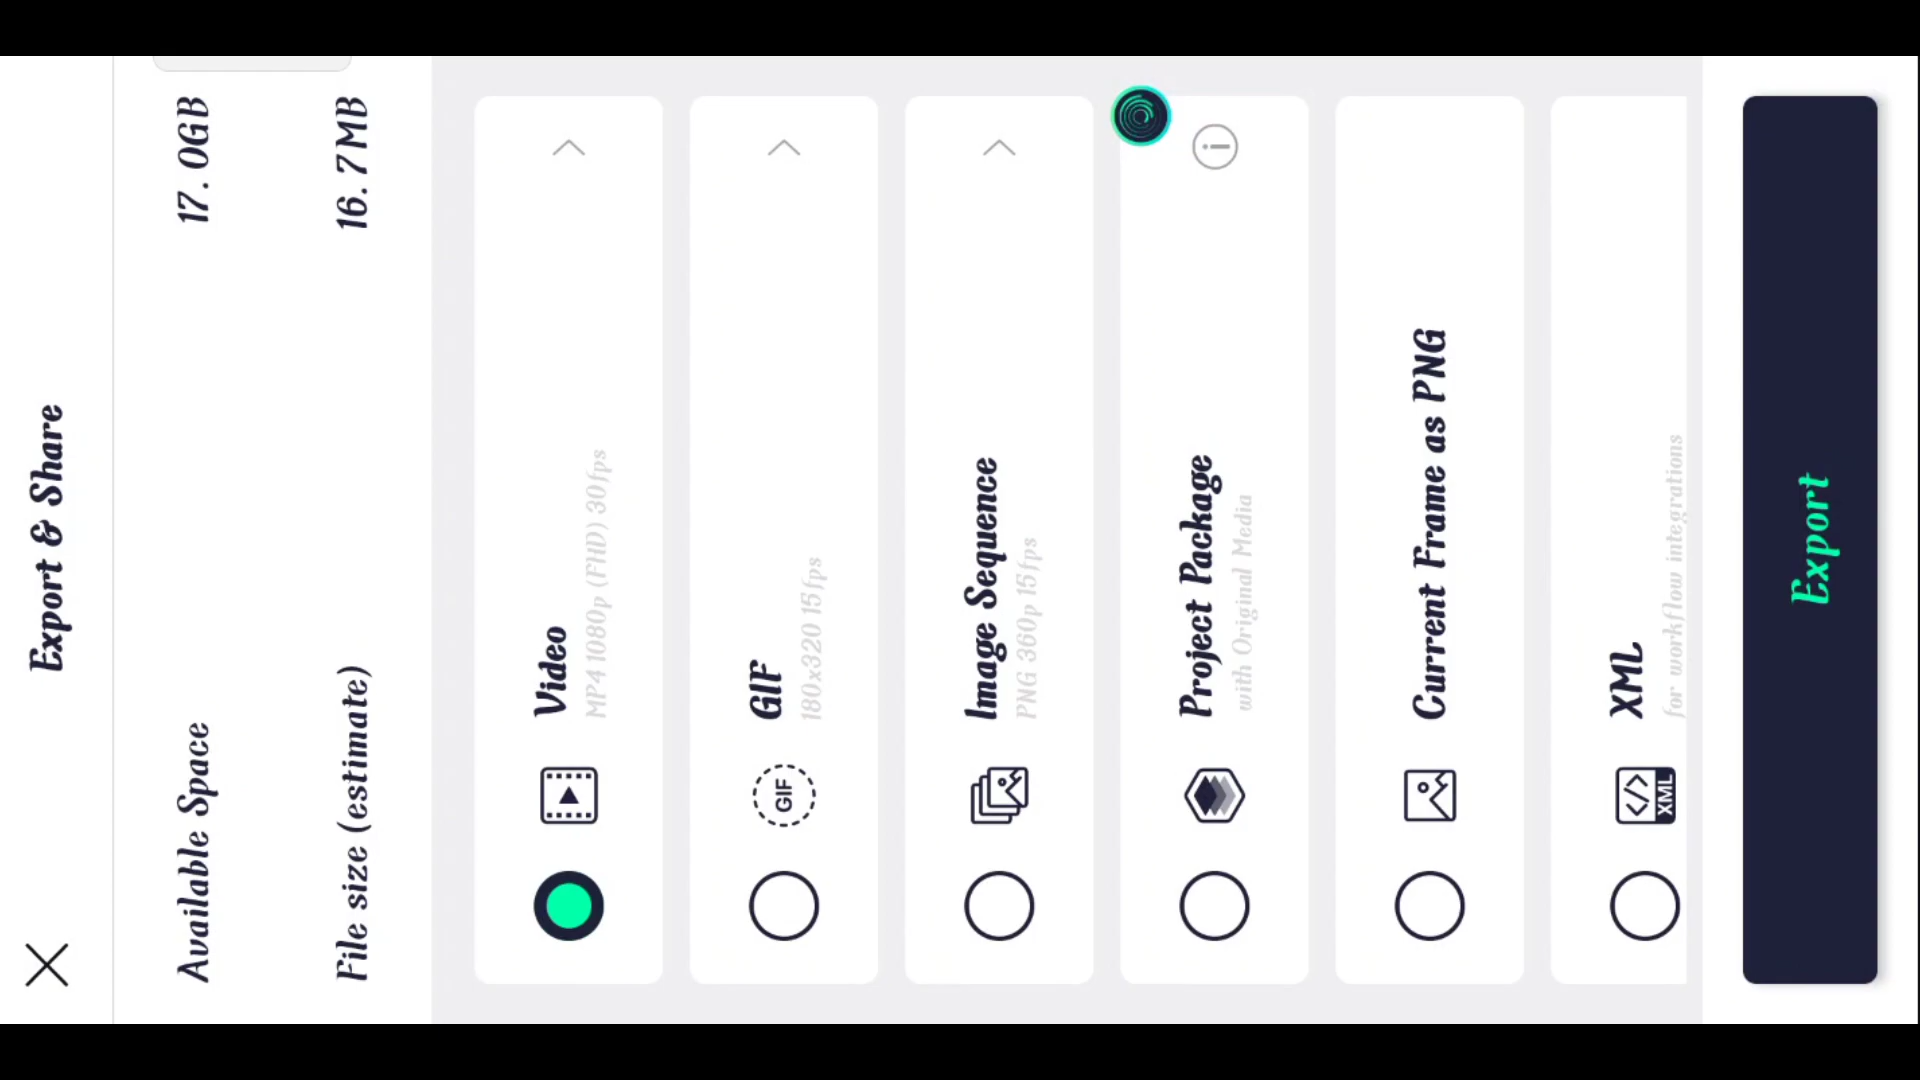 Export & Share
Available Space 17.0GB
File size (estimate) 16.7MB
Video
MP4 1080p (FHD) 30fps
GIF
GIF
180x320 15fps
Image Sequence
PNG 360p 15fps
Project Package
with Original Media
Current Frame as PNG
XML
XML
for workflow integrations
Export